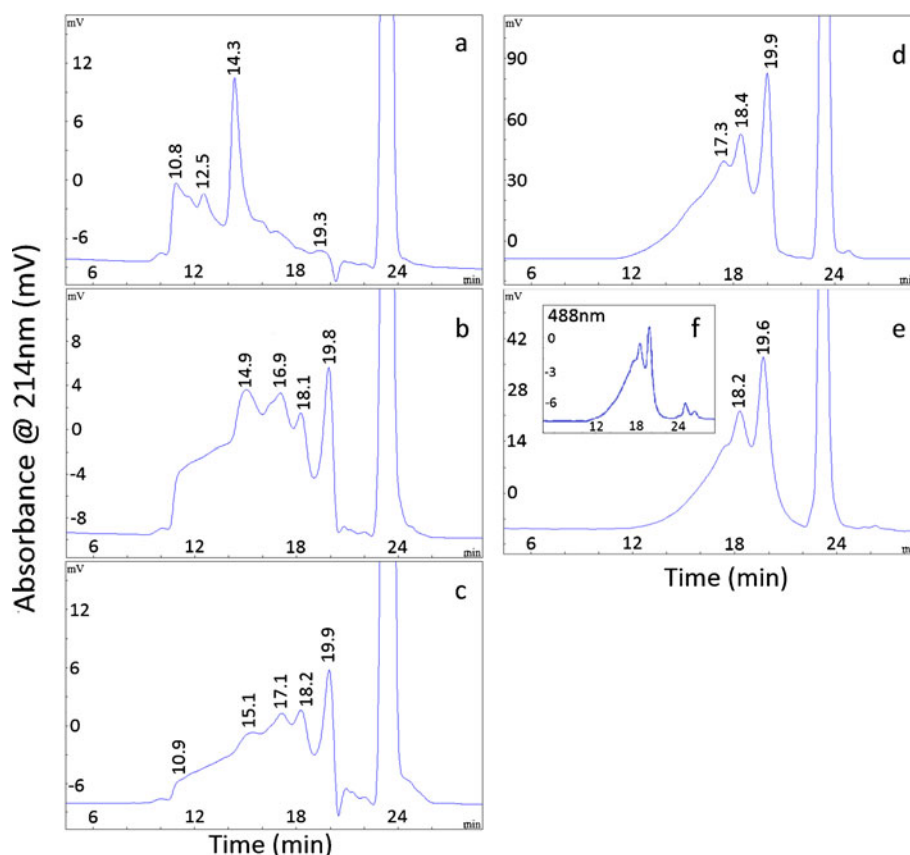 Absorbance @ 214nm (mV)
mV
a
12
6
0
-6
10.8
12.5
14.3
19.3
6 12 18 24
min
mV
b
8
4
0
-4
-8
14.9
16.9
18.1
19.8
6 12 18 24
min
mV
c
12
6
0
-6
10.9
15.1
17.1
18.2
19.9
6 12 18 24
min
Time (min)
mV
d
90
60
30
0
17.3
18.4
19.9
6 12 18 24
min
mV
e
42
28
14
0
18.2
19.6
6 12 18 24
min
488nm
f
0
-3
-6
12 18 24
Time (min)